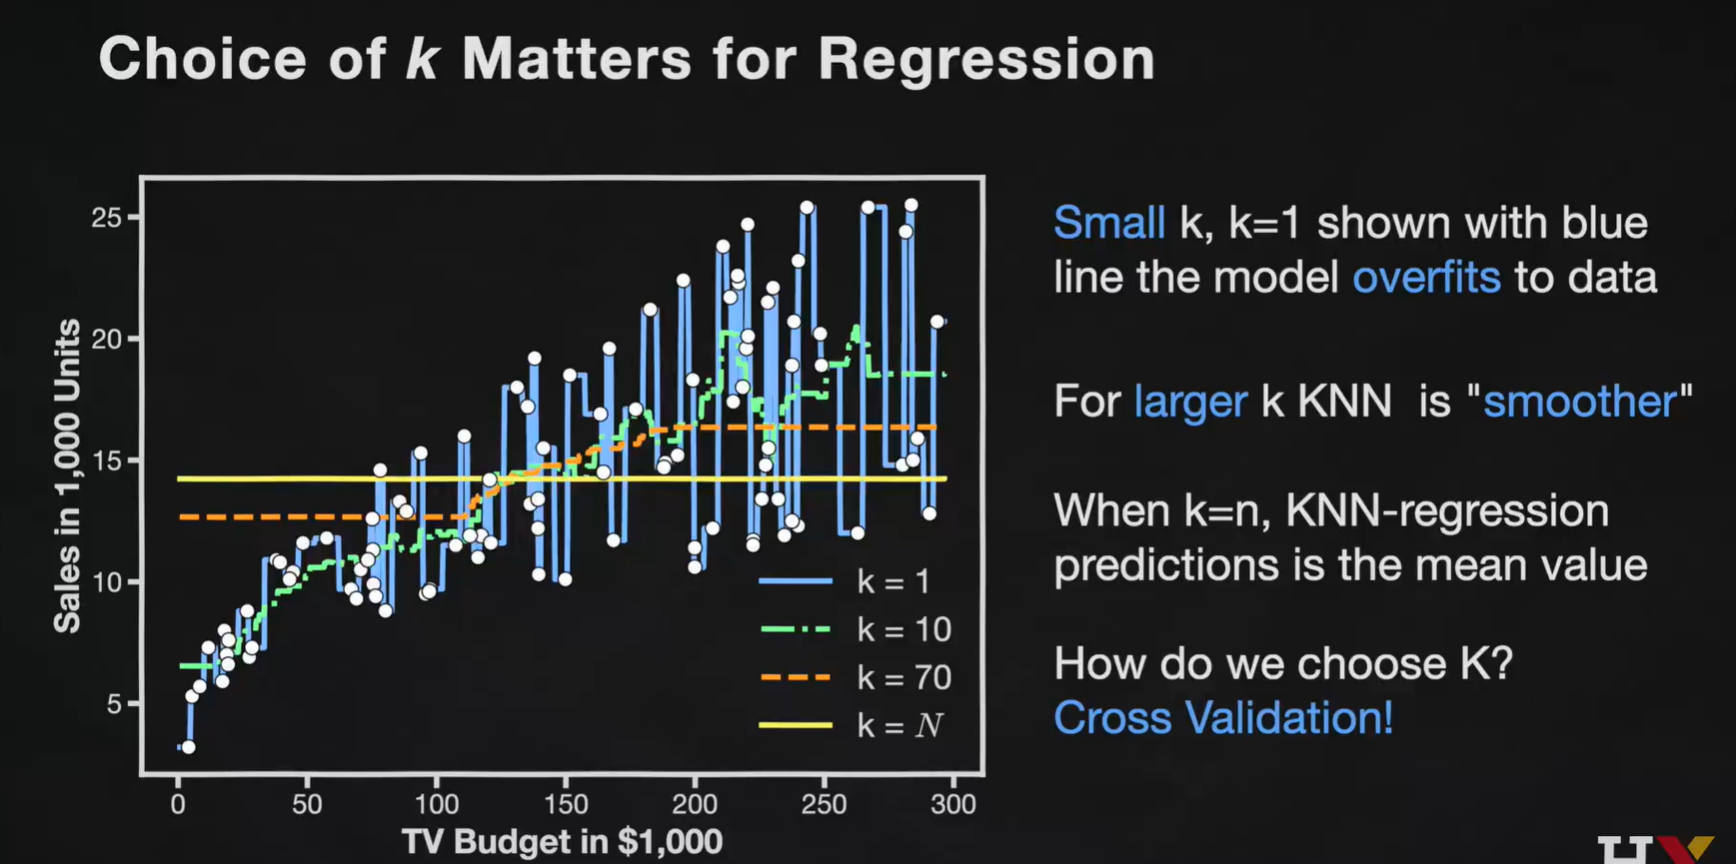 Choice of k Matters for Regression
25
20
15
10
5
Sales in 1,000 Units
k = 1
k = 10
k = 70
k = N
0 50 100 150 200 250 300
TV Budget in $1,000
Small k, k=1 shown with blue
line the model overfits to data
For larger k KNN is "smoother"
When k=n, KNN-regression
predictions is the mean value
How do we choose K?
Cross Validation!